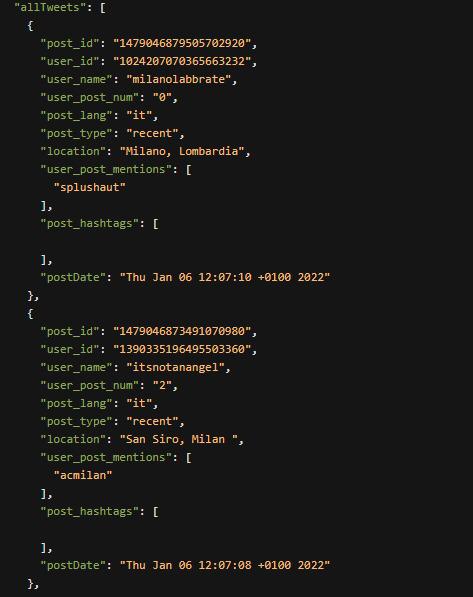 "allTweets": [
{
"post_id": "1479046879505702920",
"user_id": "1024207070365663232",
"user_name": "milanolabbrate",
"user_post_num": "0",
"post_lang": "it",
"post_type": "recent",
"location": "Milano, Lombardia",
"user_post_mentions": [
"splushaut"
],
"post_hashtags": [
],
"postDate": "Thu Jan 06 12:07:10 +0100 2022"
},
{
"post_id": "1479046873491070980",
"user_id": "1390335196495503360",
"user_name": "itsnotanangel",
"user_post_num": "2",
"post_lang": "it",
"post_type": "recent",
"location": "San Siro, Milan ",
"user_post_mentions": [
"acmilan"
],
"post_hashtags": [
],
"postDate": "Thu Jan 06 12:07:08 +0100 2022"
},